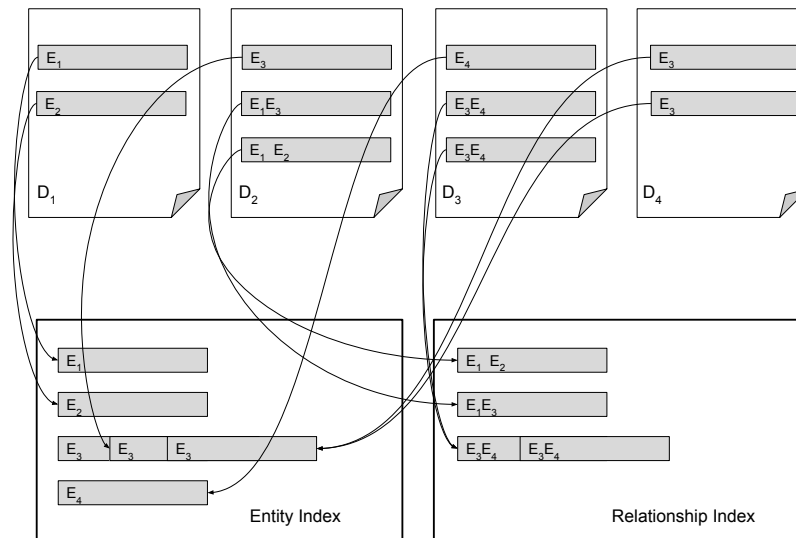 E₁
E₂
D₁
E₃
E₁E₃
E₁ E₂
D₂
E₄
E₃E₄
E₃E₄
D₃
E₃
E₃
D₄
E₁
E₂
E₃ E₃ E₃
E₄
Entity Index
E₁ E₂
E₁E₃
E₃E₄ E₃E₄
Relationship Index